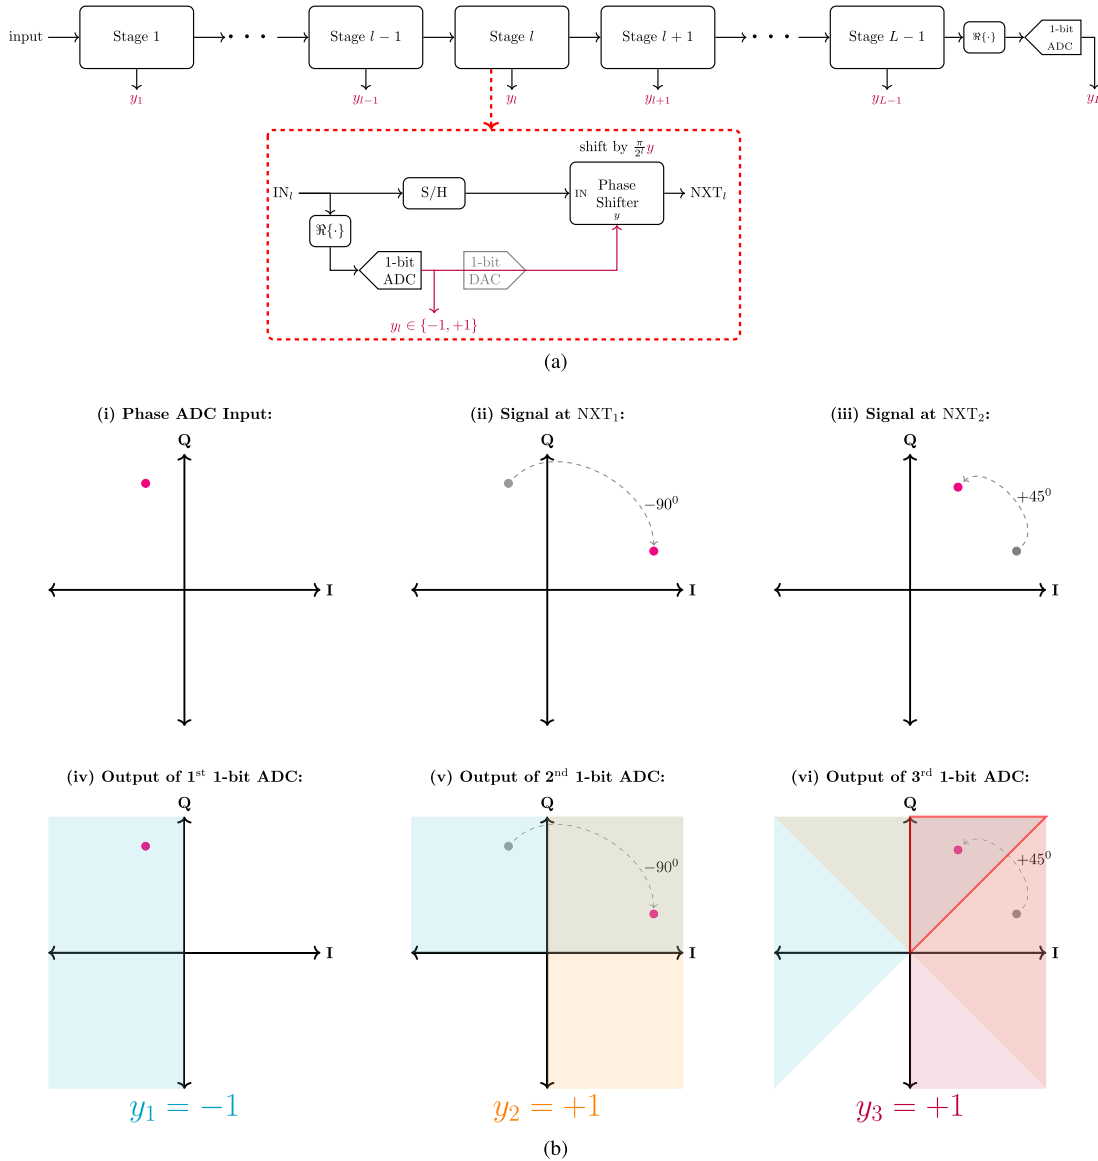 input
Stage 1
Stage l − 1
Stage l
Stage l + 1
Stage L − 1
ℜ{·}
1-bit
ADC
y₁
yₗ₋₁
yₗ
yₗ₊₁
y_{L−1}
shift by π/2ˡ y
INₗ
S/H
IN
Phase
Shifter
y
NXTₗ
ℜ{·}
1-bit
ADC
1-bit
DAC
yₗ ∈ {−1, +1}
(a)
(i) Phase ADC Input:
(ii) Signal at NXT₁:
(iii) Signal at NXT₂:
Q
Q
Q
−90⁰
+45⁰
I
I
I
(iv) Output of 1ˢᵗ 1-bit ADC:
(v) Output of 2ⁿᵈ 1-bit ADC:
(vi) Output of 3ʳᵈ 1-bit ADC:
Q
Q
Q
−90⁰
+45⁰
I
I
I
y₁ = −1
y₂ = +1
y₃ = +1
(b)